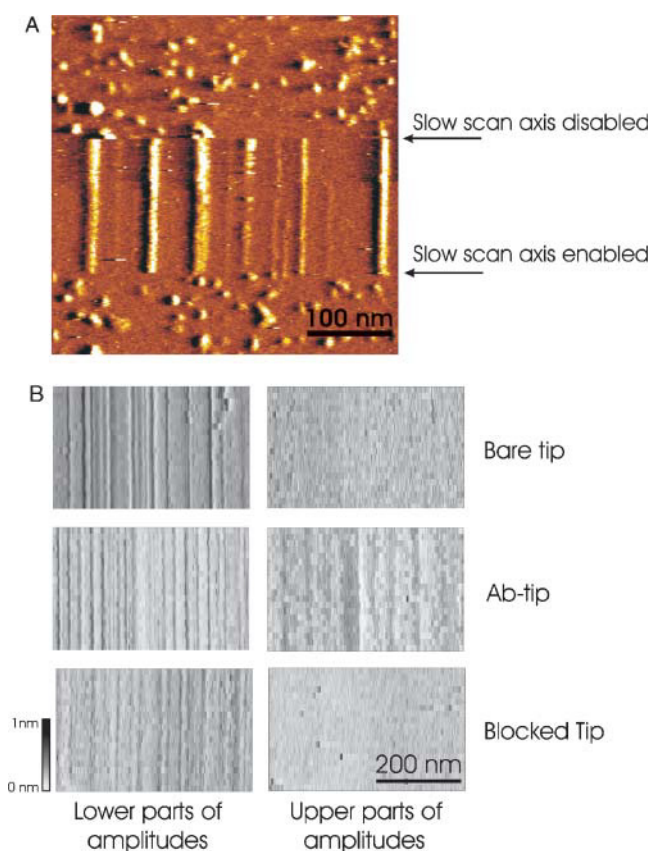 A
Slow scan axis disabled
Slow scan axis enabled
100 nm
B
Bare tip
Ab-tip
1nm
0 nm
Blocked Tip
200 nm
Lower parts of
amplitudes
Upper parts of
amplitudes